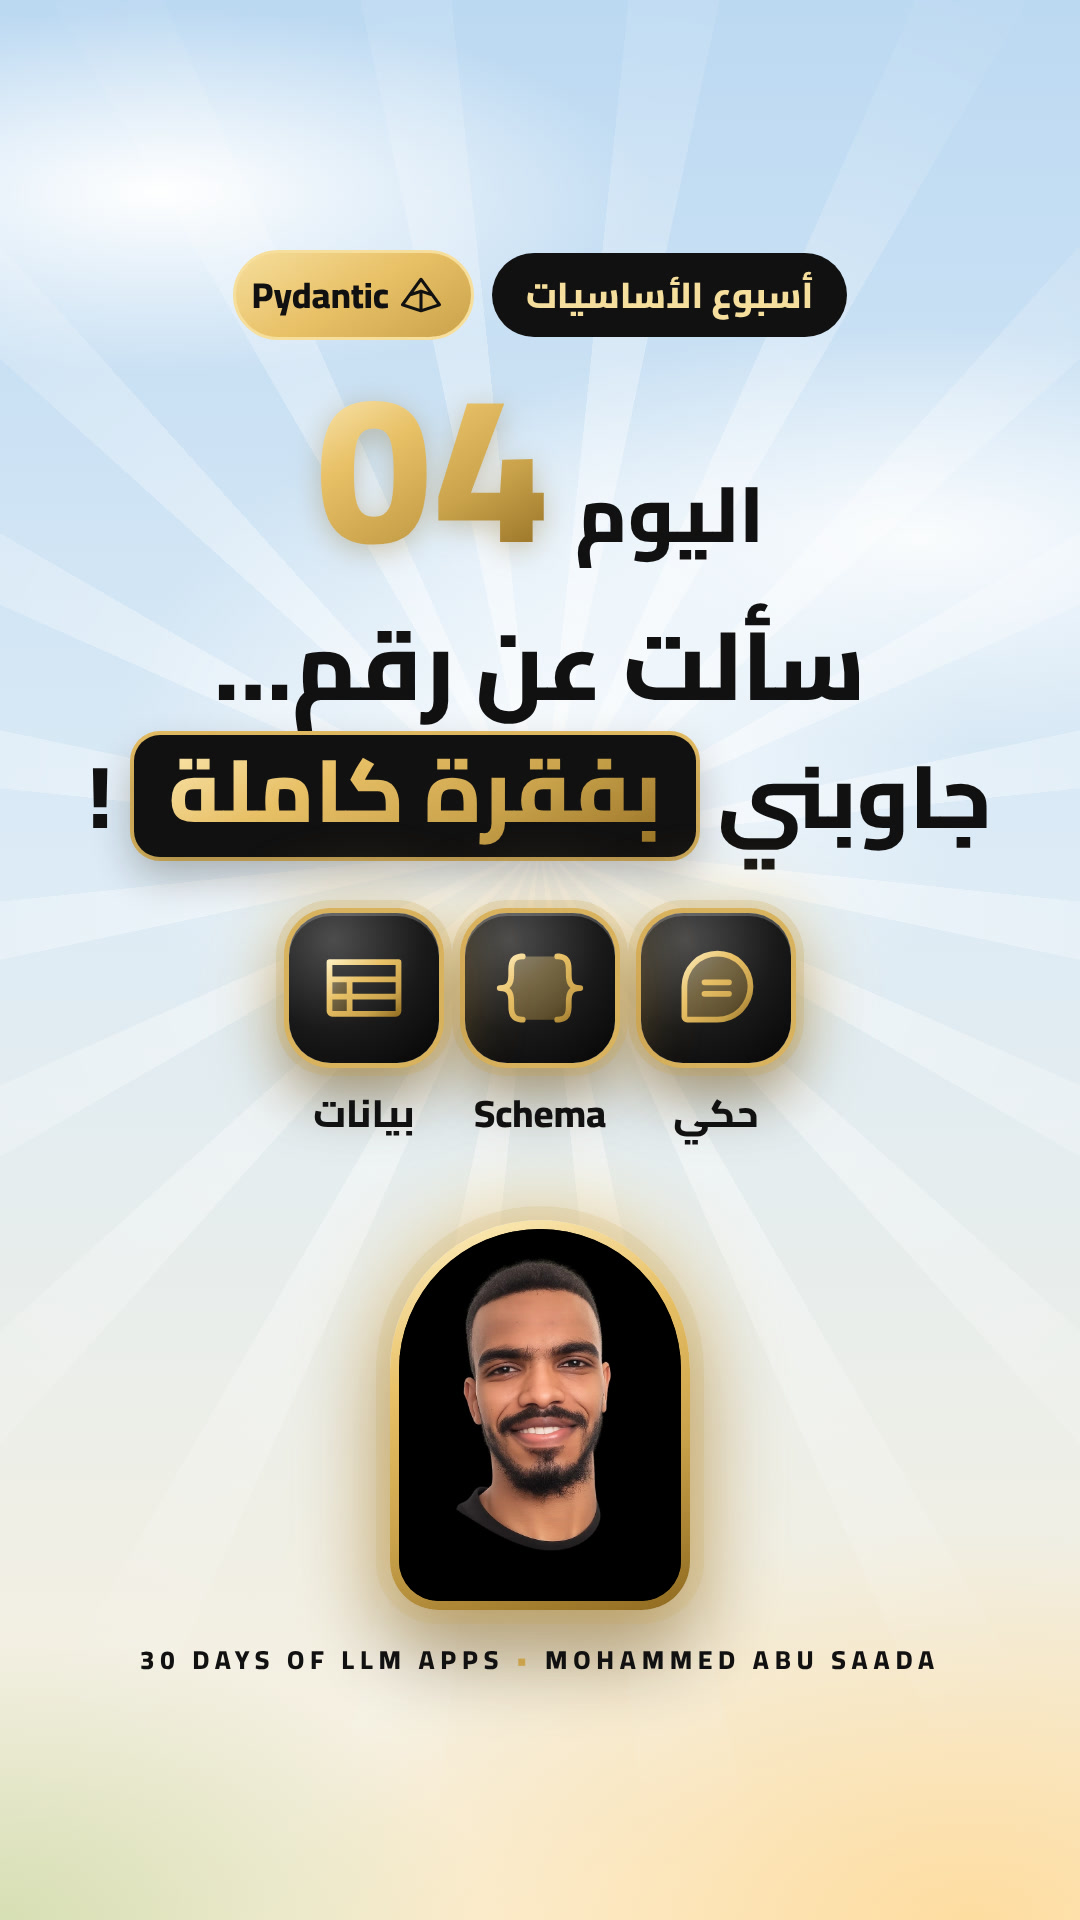 أسبوع الأساسيات Pydantic
اليوم 04
سألت عن رقم...
جاوبني بفقرة كاملة !
حكي Schema بيانات
30 DAYS OF LLM APPS ▪ MOHAMMED ABU SAADA